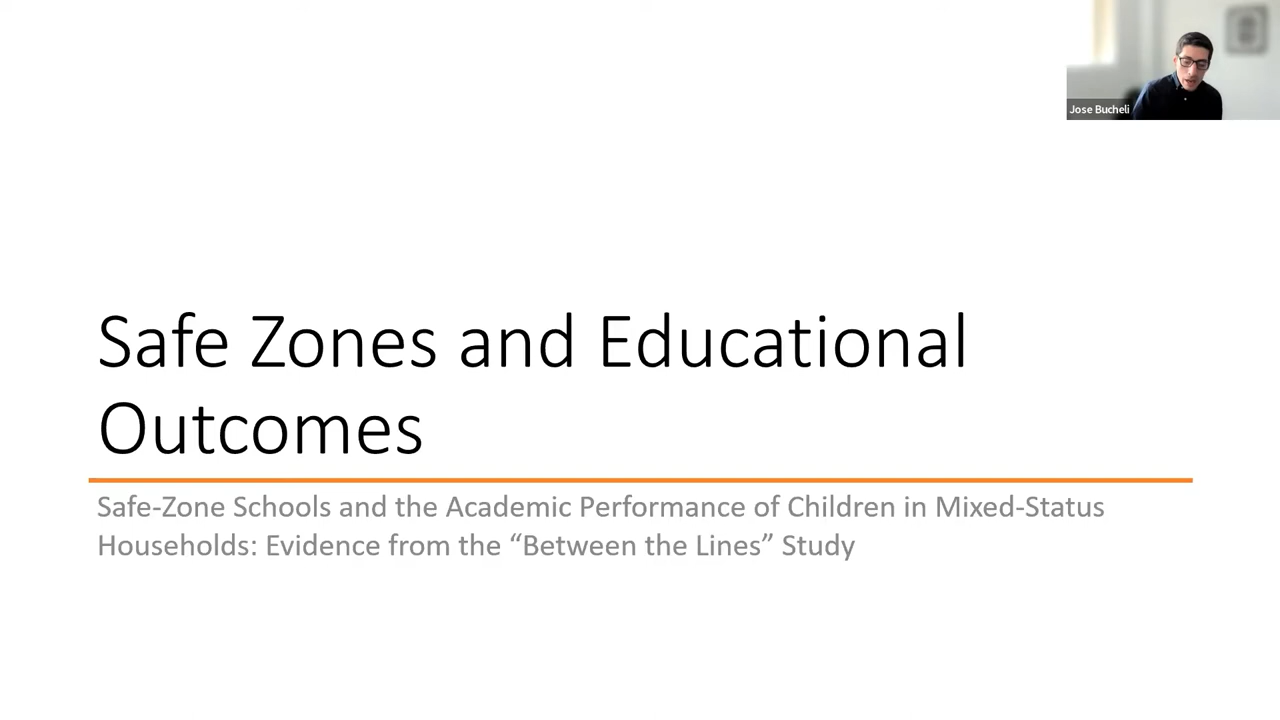 Jose Bucheli
Safe Zones and Educational
Outcomes
Safe-Zone Schools and the Academic Performance of Children in Mixed-Status
Households: Evidence from the “Between the Lines” Study